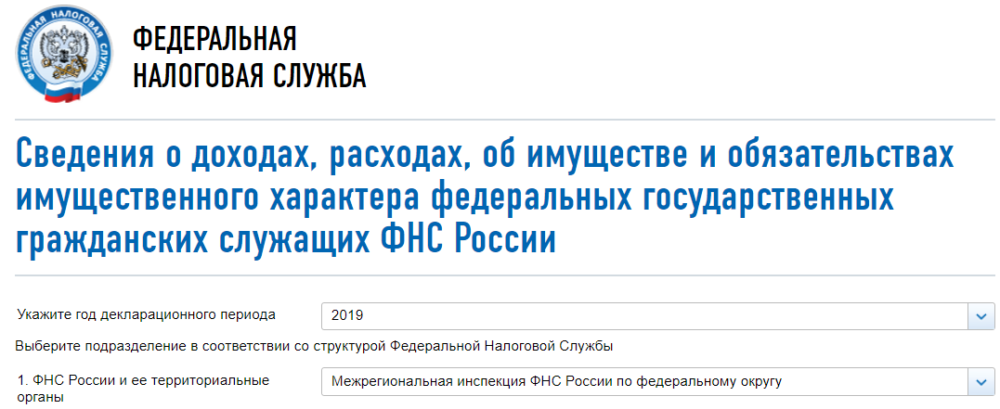 ФЕДЕРАЛЬНАЯ НАЛОГОВАЯ СЛУЖБА
ФЕДЕРАЛЬНАЯ
НАЛОГОВАЯ СЛУЖБА
Сведения о доходах, расходах, об имуществе и обязательствах
имущественного характера федеральных государственных
гражданских служащих ФНС России
Укажите год декларационного периода
2019
Выберите подразделение в соответствии со структурой Федеральной Налоговой Службы
1. ФНС России и ее территориальные
органы
Межрегиональная инспекция ФНС России по федеральному округу